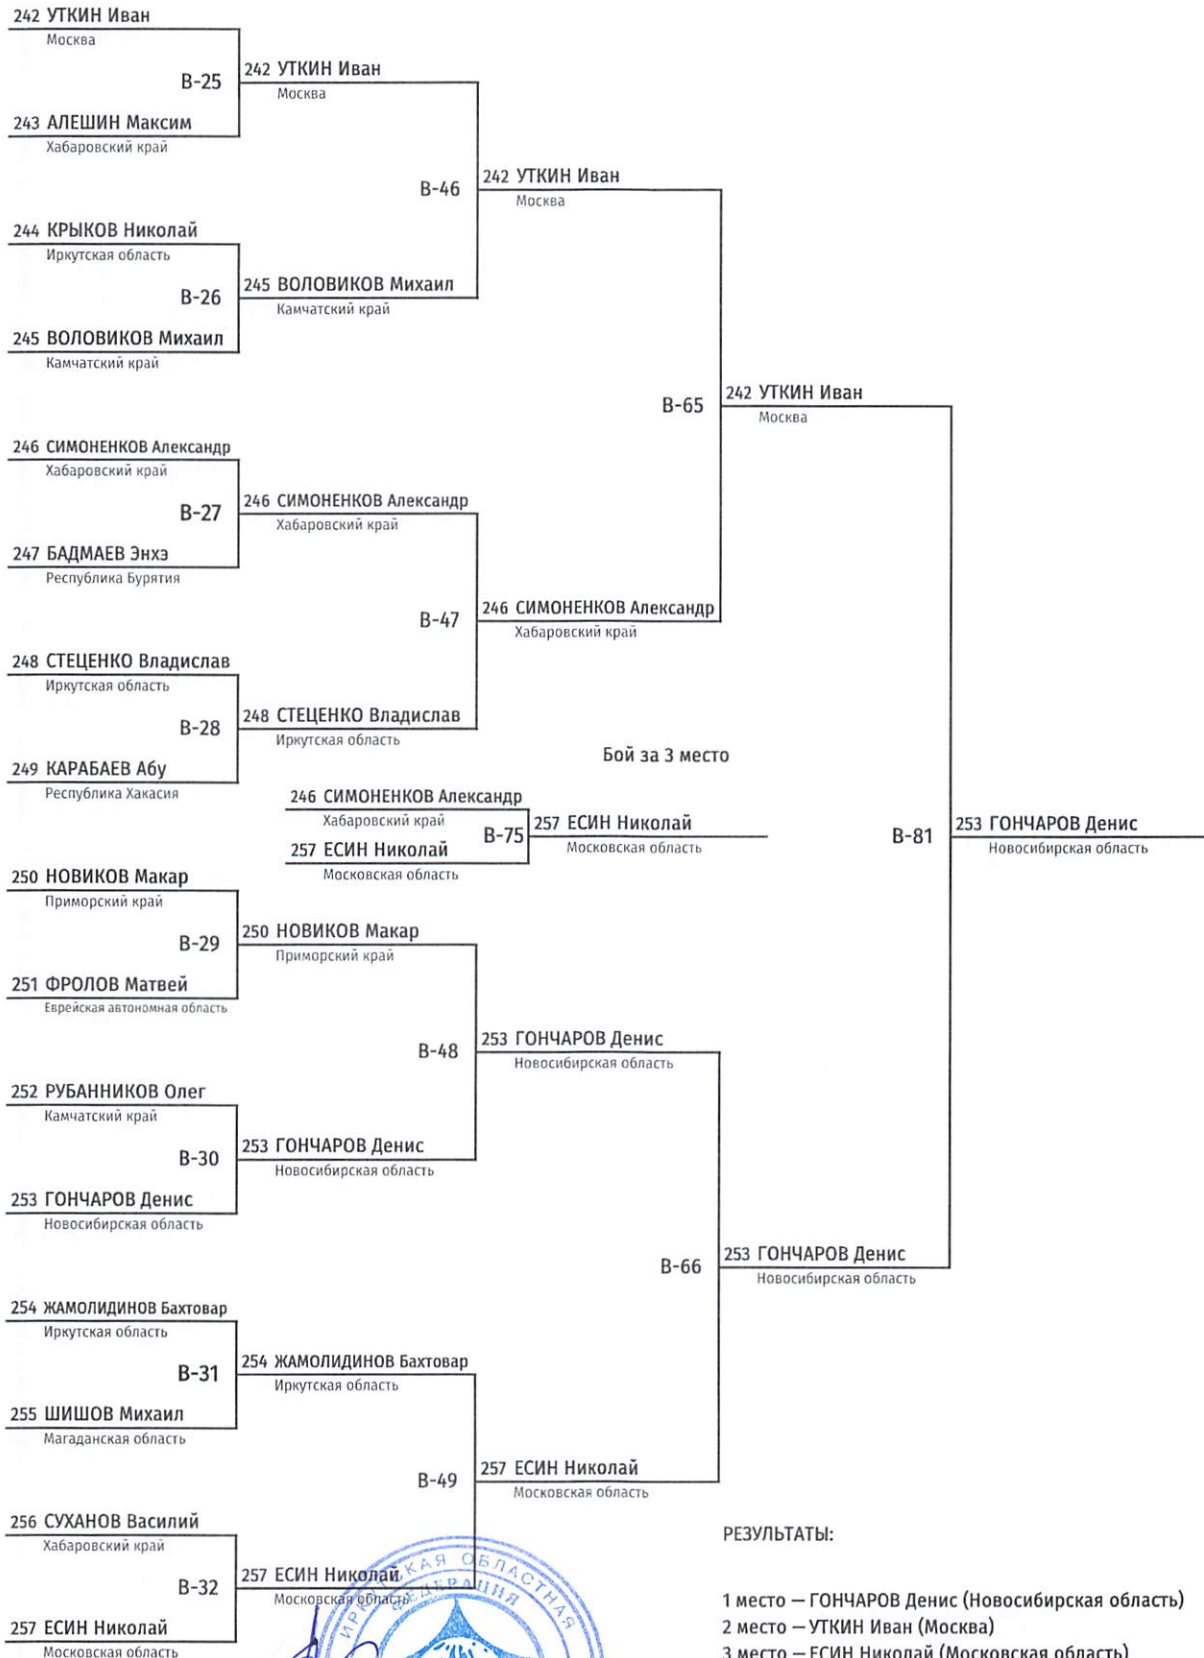 242 УТКИН Иван
Москва
242 УТКИН Иван
В-25
Москва
243 АЛЕШИН Максим
Хабаровский край
242 УТКИН Иван
В-46
Москва
244 КРЫКОВ Николай
Иркутская область
245 ВОЛОВИКОВ Михаил
В-26
Камчатский край
245 ВОЛОВИКОВ Михаил
Камчатский край
242 УТКИН Иван
В-65
Москва
246 СИМОНЕНКОВ Александр
Хабаровский край
246 СИМОНЕНКОВ Александр
В-27
Хабаровский край
247 БАДМАЕВ Энхэ
Республика Бурятия
246 СИМОНЕНКОВ Александр
В-47
Хабаровский край
248 СТЕЦЕНКО Владислав
Иркутская область
248 СТЕЦЕНКО Владислав
В-28
Иркутская область
Бой за 3 место
249 КАРАБАЕВ Абу
Республика Хакасия
246 СИМОНЕНКОВ Александр
Хабаровский край
257 ЕСИН Николай
В-75
Московская область
257 ЕСИН Николай
Московская область
253 ГОНЧАРОВ Денис
В-81
Новосибирская область
250 НОВИКОВ Макар
Приморский край
250 НОВИКОВ Макар
В-29
Приморский край
251 ФРОЛОВ Матвей
Еврейская автономная область
253 ГОНЧАРОВ Денис
В-48
Новосибирская область
252 РУБАННИКОВ Олег
Камчатский край
253 ГОНЧАРОВ Денис
В-30
Новосибирская область
253 ГОНЧАРОВ Денис
Новосибирская область
253 ГОНЧАРОВ Денис
В-66
Новосибирская область
254 ЖАМОЛИДИНОВ Бахтовар
Иркутская область
254 ЖАМОЛИДИНОВ Бахтовар
В-31
Иркутская область
255 ШИШОВ Михаил
Магаданская область
257 ЕСИН Николай
В-49
Московская область
256 СУХАНОВ Василий
Хабаровский край
257 ЕСИН Николай
В-32
Московская область
257 ЕСИН Николай
Московская область
ИРКУТСКАЯ ОБЛАСТНАЯ
ФЕДЕРАЦИЯ
РЕЗУЛЬТАТЫ:
1 место — ГОНЧАРОВ Денис (Новосибирская область)
2 место — УТКИН Иван (Москва)
3 место — ЕСИН Николай (Московская область)